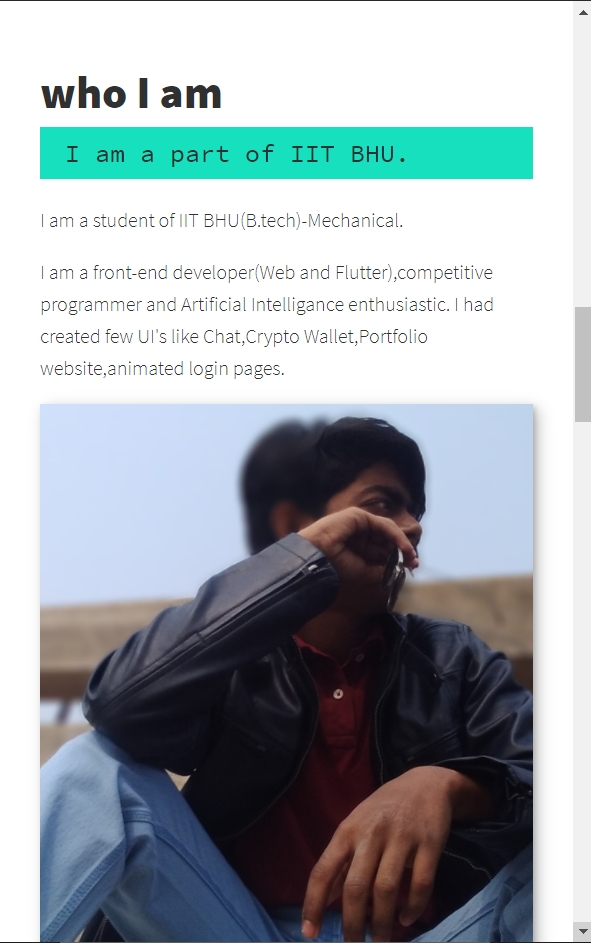 who I am
I am a part of IIT BHU.
I am a student of IIT BHU(B.tech)-Mechanical.
I am a front-end developer(Web and Flutter),competitive
programmer and Artificial Intelligance enthusiastic. I had
created few UI's like Chat,Crypto Wallet,Portfolio
website,animated login pages.